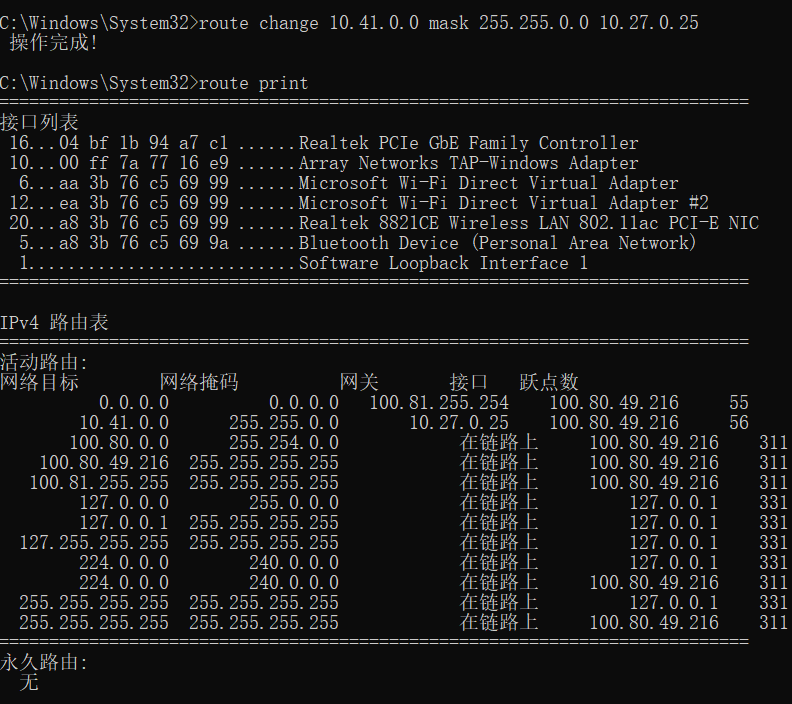 C:\Windows\System32>route change 10.41.0.0 mask 255.255.0.0 10.27.0.25
操作完成!
C:\Windows\System32>route print
===========================================================================
接口列表
16...04 bf 1b 94 a7 c1 ......Realtek PCIe GbE Family Controller
10...00 ff 7a 77 16 e9 ......Array Networks TAP-Windows Adapter
6...aa 3b 76 c5 69 99 ......Microsoft Wi-Fi Direct Virtual Adapter
12...ea 3b 76 c5 69 99 ......Microsoft Wi-Fi Direct Virtual Adapter #2
20...a8 3b 76 c5 69 99 ......Realtek 8821CE Wireless LAN 802.11ac PCI-E NIC
5...a8 3b 76 c5 69 9a ......Bluetooth Device (Personal Area Network)
1...........................Software Loopback Interface 1
===========================================================================
IPv4 路由表
===========================================================================
活动路由:
网络目标 网络掩码 网关 接口 跃点数
0.0.0.0 0.0.0.0 100.81.255.254 100.80.49.216 55
10.41.0.0 255.255.0.0 10.27.0.25 100.80.49.216 56
100.80.0.0 255.254.0.0 在链路上 100.80.49.216 311
100.80.49.216 255.255.255.255 在链路上 100.80.49.216 311
100.81.255.255 255.255.255.255 在链路上 100.80.49.216 311
127.0.0.0 255.0.0.0 在链路上 127.0.0.1 331
127.0.0.1 255.255.255.255 在链路上 127.0.0.1 331
127.255.255.255 255.255.255.255 在链路上 127.0.0.1 331
224.0.0.0 240.0.0.0 在链路上 127.0.0.1 331
224.0.0.0 240.0.0.0 在链路上 100.80.49.216 311
255.255.255.255 255.255.255.255 在链路上 127.0.0.1 331
255.255.255.255 255.255.255.255 在链路上 100.80.49.216 311
===========================================================================
永久路由:
无